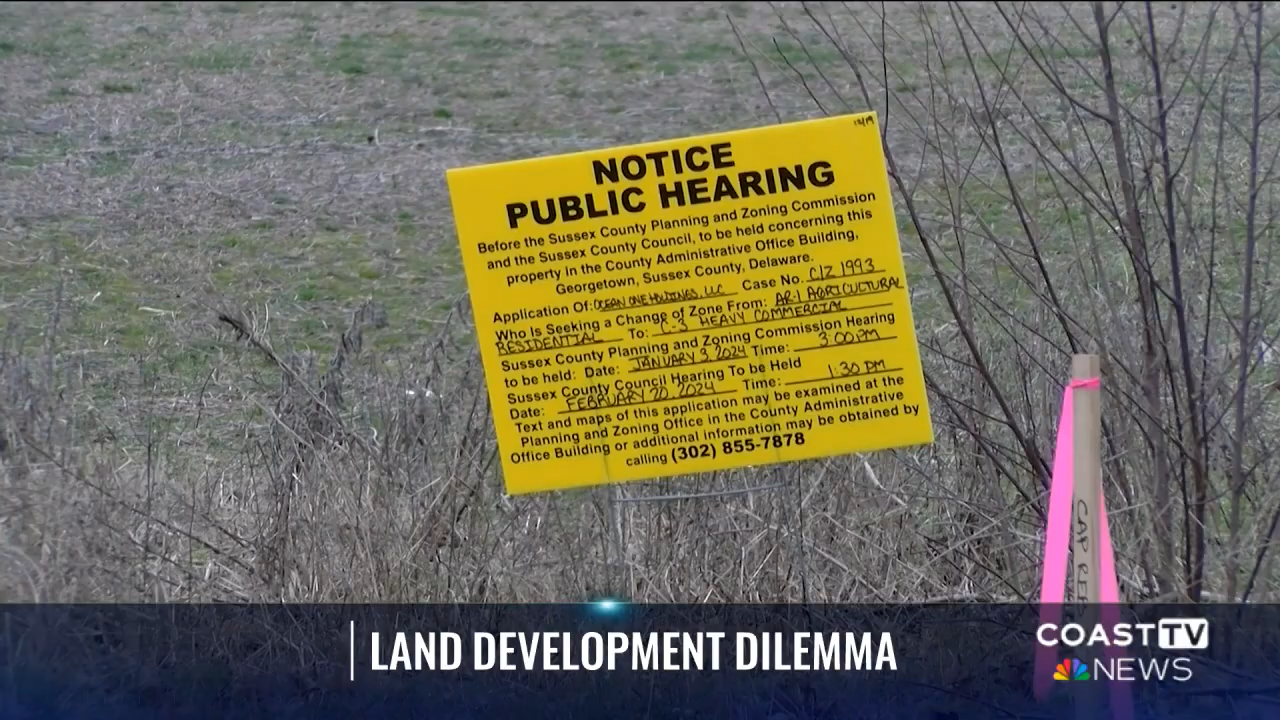 12/19
NOTICE
PUBLIC HEARING
Before the Sussex County Planning and Zoning Commission
and the Sussex County Council, to be held concerning this
property in the County Administrative Office Building,
Georgetown, Sussex County, Delaware.
Application Of: OCEAN ONE HOLDINGS, LLC Case No. C/Z 1993
Who Is Seeking a Change of Zone From: AR-1 AGRICULTURAL
RESIDENTIAL To: C-3 HEAVY COMMERCIAL
Sussex County Planning and Zoning Commission Hearing
to be held: Date: JANUARY 3, 2024 Time: 3:00 PM
Sussex County Council Hearing To be Held
Date: FEBRUARY 20, 2024 Time: 1:30 PM
Text and maps of this application may be examined at the
Planning and Zoning Office in the County Administrative
Office Building or additional information may be obtained by
calling (302) 855-7878
CAP
LAND DEVELOPMENT DILEMMA
COAST TV
NEWS